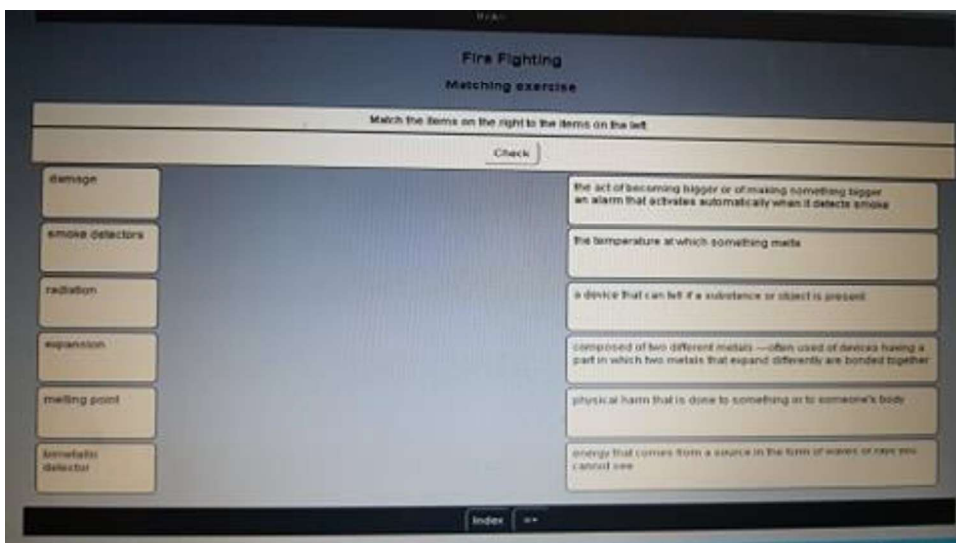 Fire Fighting
Matching exercise
Match the items on the right to the items on the left
Check
damage
the act of becoming bigger or of making something bigger
an alarm that activates automatically when it detects smoke
smoke detectors
the temperature at which something melts
radiation
a device that can tell if a substance or object is present
expansion
composed of two different metals —often used of devices having a
part in which two metals that expand differently are bonded together
melting point
physical harm that is done to something or to someone's body
bimetallic
detector
energy that comes from a source in the form of waves or rays you
cannot see
Index
=>